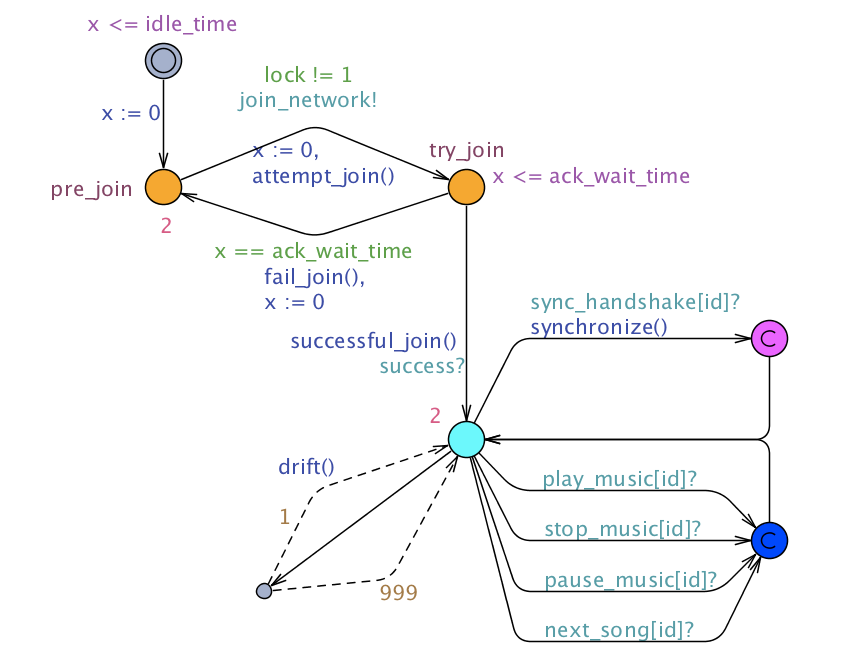 x <= idle_time
lock != 1
join_network!
x := 0
x := 0,
attempt_join()
try_join
x <= ack_wait_time
pre_join
2
x == ack_wait_time
fail_join(),
x := 0
sync_handshake[id]?
synchronize()
C
successful_join()
success?
2
drift()
1
999
play_music[id]?
stop_music[id]?
C
pause_music[id]?
next_song[id]?